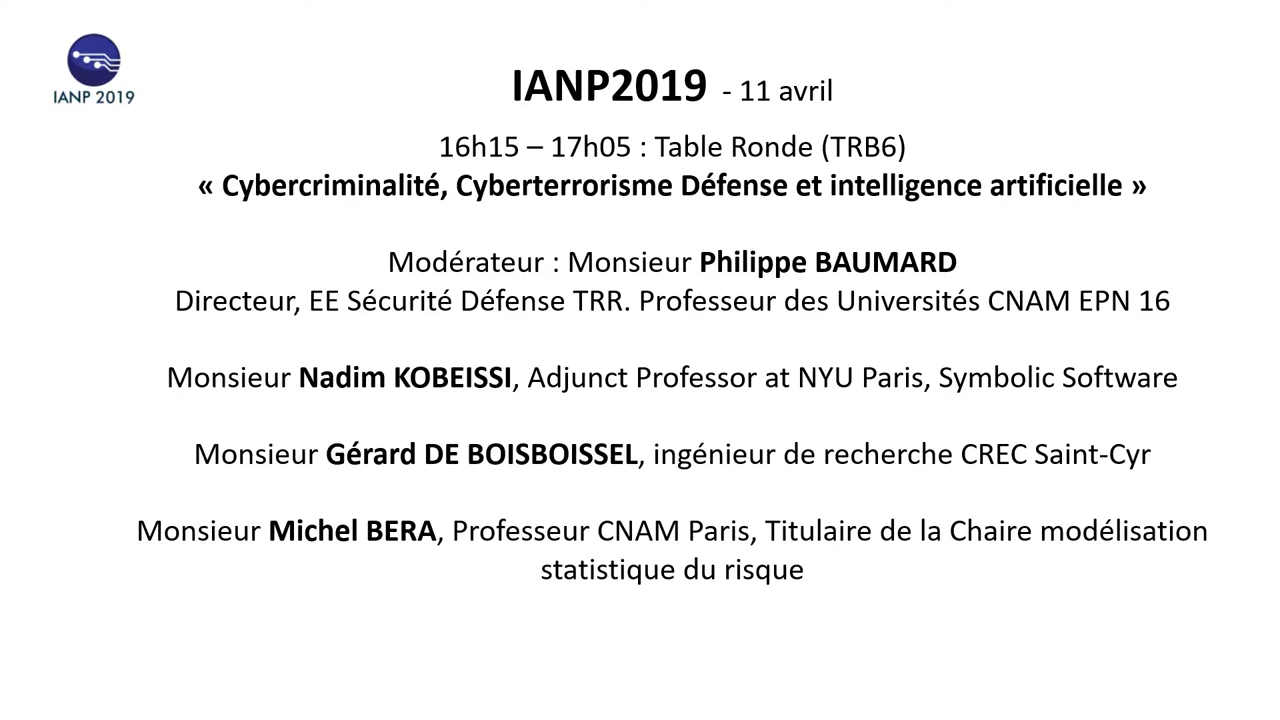 IANP 2019
IANP2019 - 11 avril
16h15 – 17h05 : Table Ronde (TRB6)
« Cybercriminalité, Cyberterrorisme Défense et intelligence artificielle »
Modérateur : Monsieur Philippe BAUMARD
Directeur, EE Sécurité Défense TRR. Professeur des Universités CNAM EPN 16
Monsieur Nadim KOBEISSI, Adjunct Professor at NYU Paris, Symbolic Software
Monsieur Gérard DE BOISBOISSEL, ingénieur de recherche CREC Saint-Cyr
Monsieur Michel BERA, Professeur CNAM Paris, Titulaire de la Chaire modélisation
statistique du risque